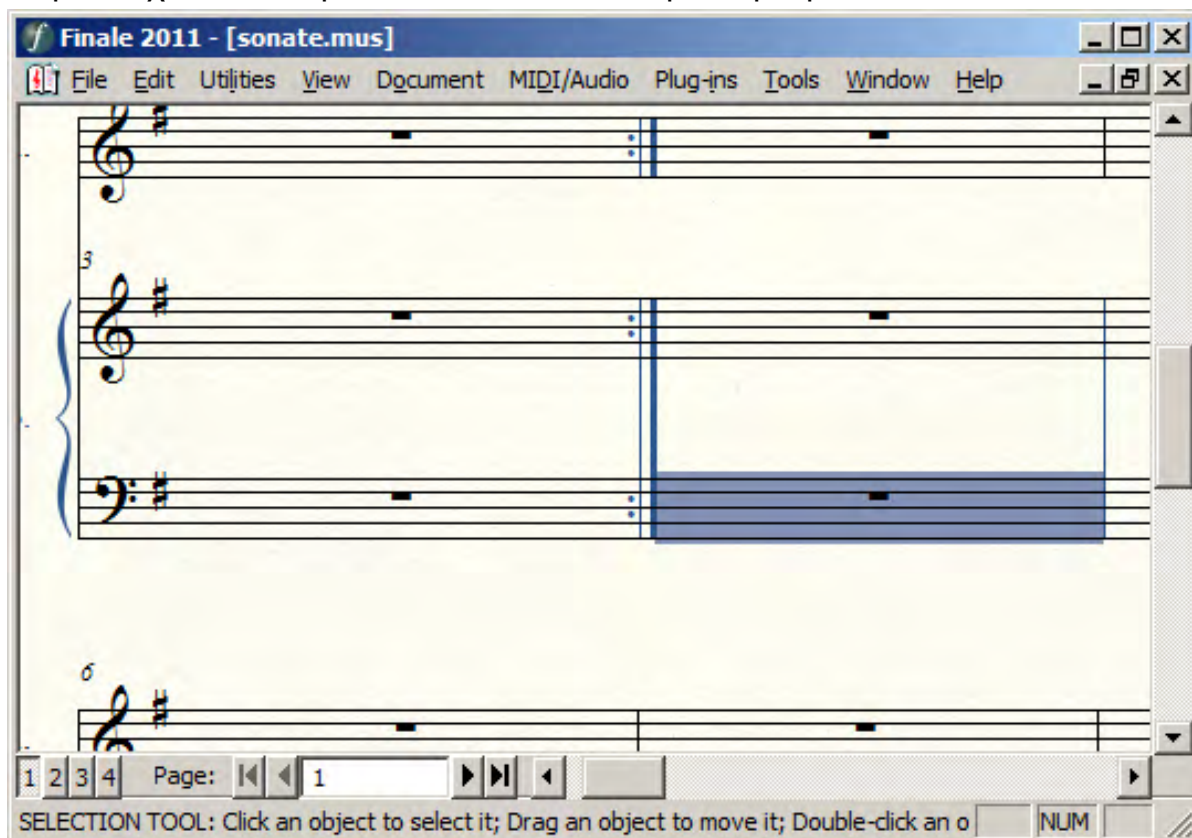 Finale 2011 - [sonate.mus]
File Edit Utilities View Document MIDI/Audio Plug-ins Tools Window Help
3
6
1 2 3 4 Page: 1
SELECTION TOOL: Click an object to select it; Drag an object to move it; Double-click an o NUM